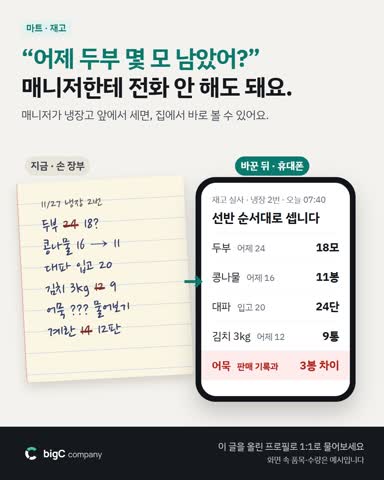 마트 · 재고
“어제 두부 몇 모 남았어?”
매니저한테 전화 안 해도 돼요.
매니저가 냉장고 앞에서 세면, 집에서 바로 볼 수 있어요.
지금 · 손 장부
11/27 냉장 2번
두부 24 18?
콩나물 16 → 11
대파 입고 20
김치 3kg 12 9
어묵 ??? 물어보기
계란 14 12판
바꾼 뒤 · 휴대폰
재고 실사 · 냉장 2번 · 오늘 07:40
선반 순서대로 셉니다
두부 어제 24 18모
콩나물 어제 16 11봉
대파 입고 20 24단
김치 3kg 어제 12 9통
어묵 판매 기록과 3봉 차이
bigC company
이 글을 올린 프로필로 1:1로 물어보세요
화면 속 품목·수량은 예시입니다